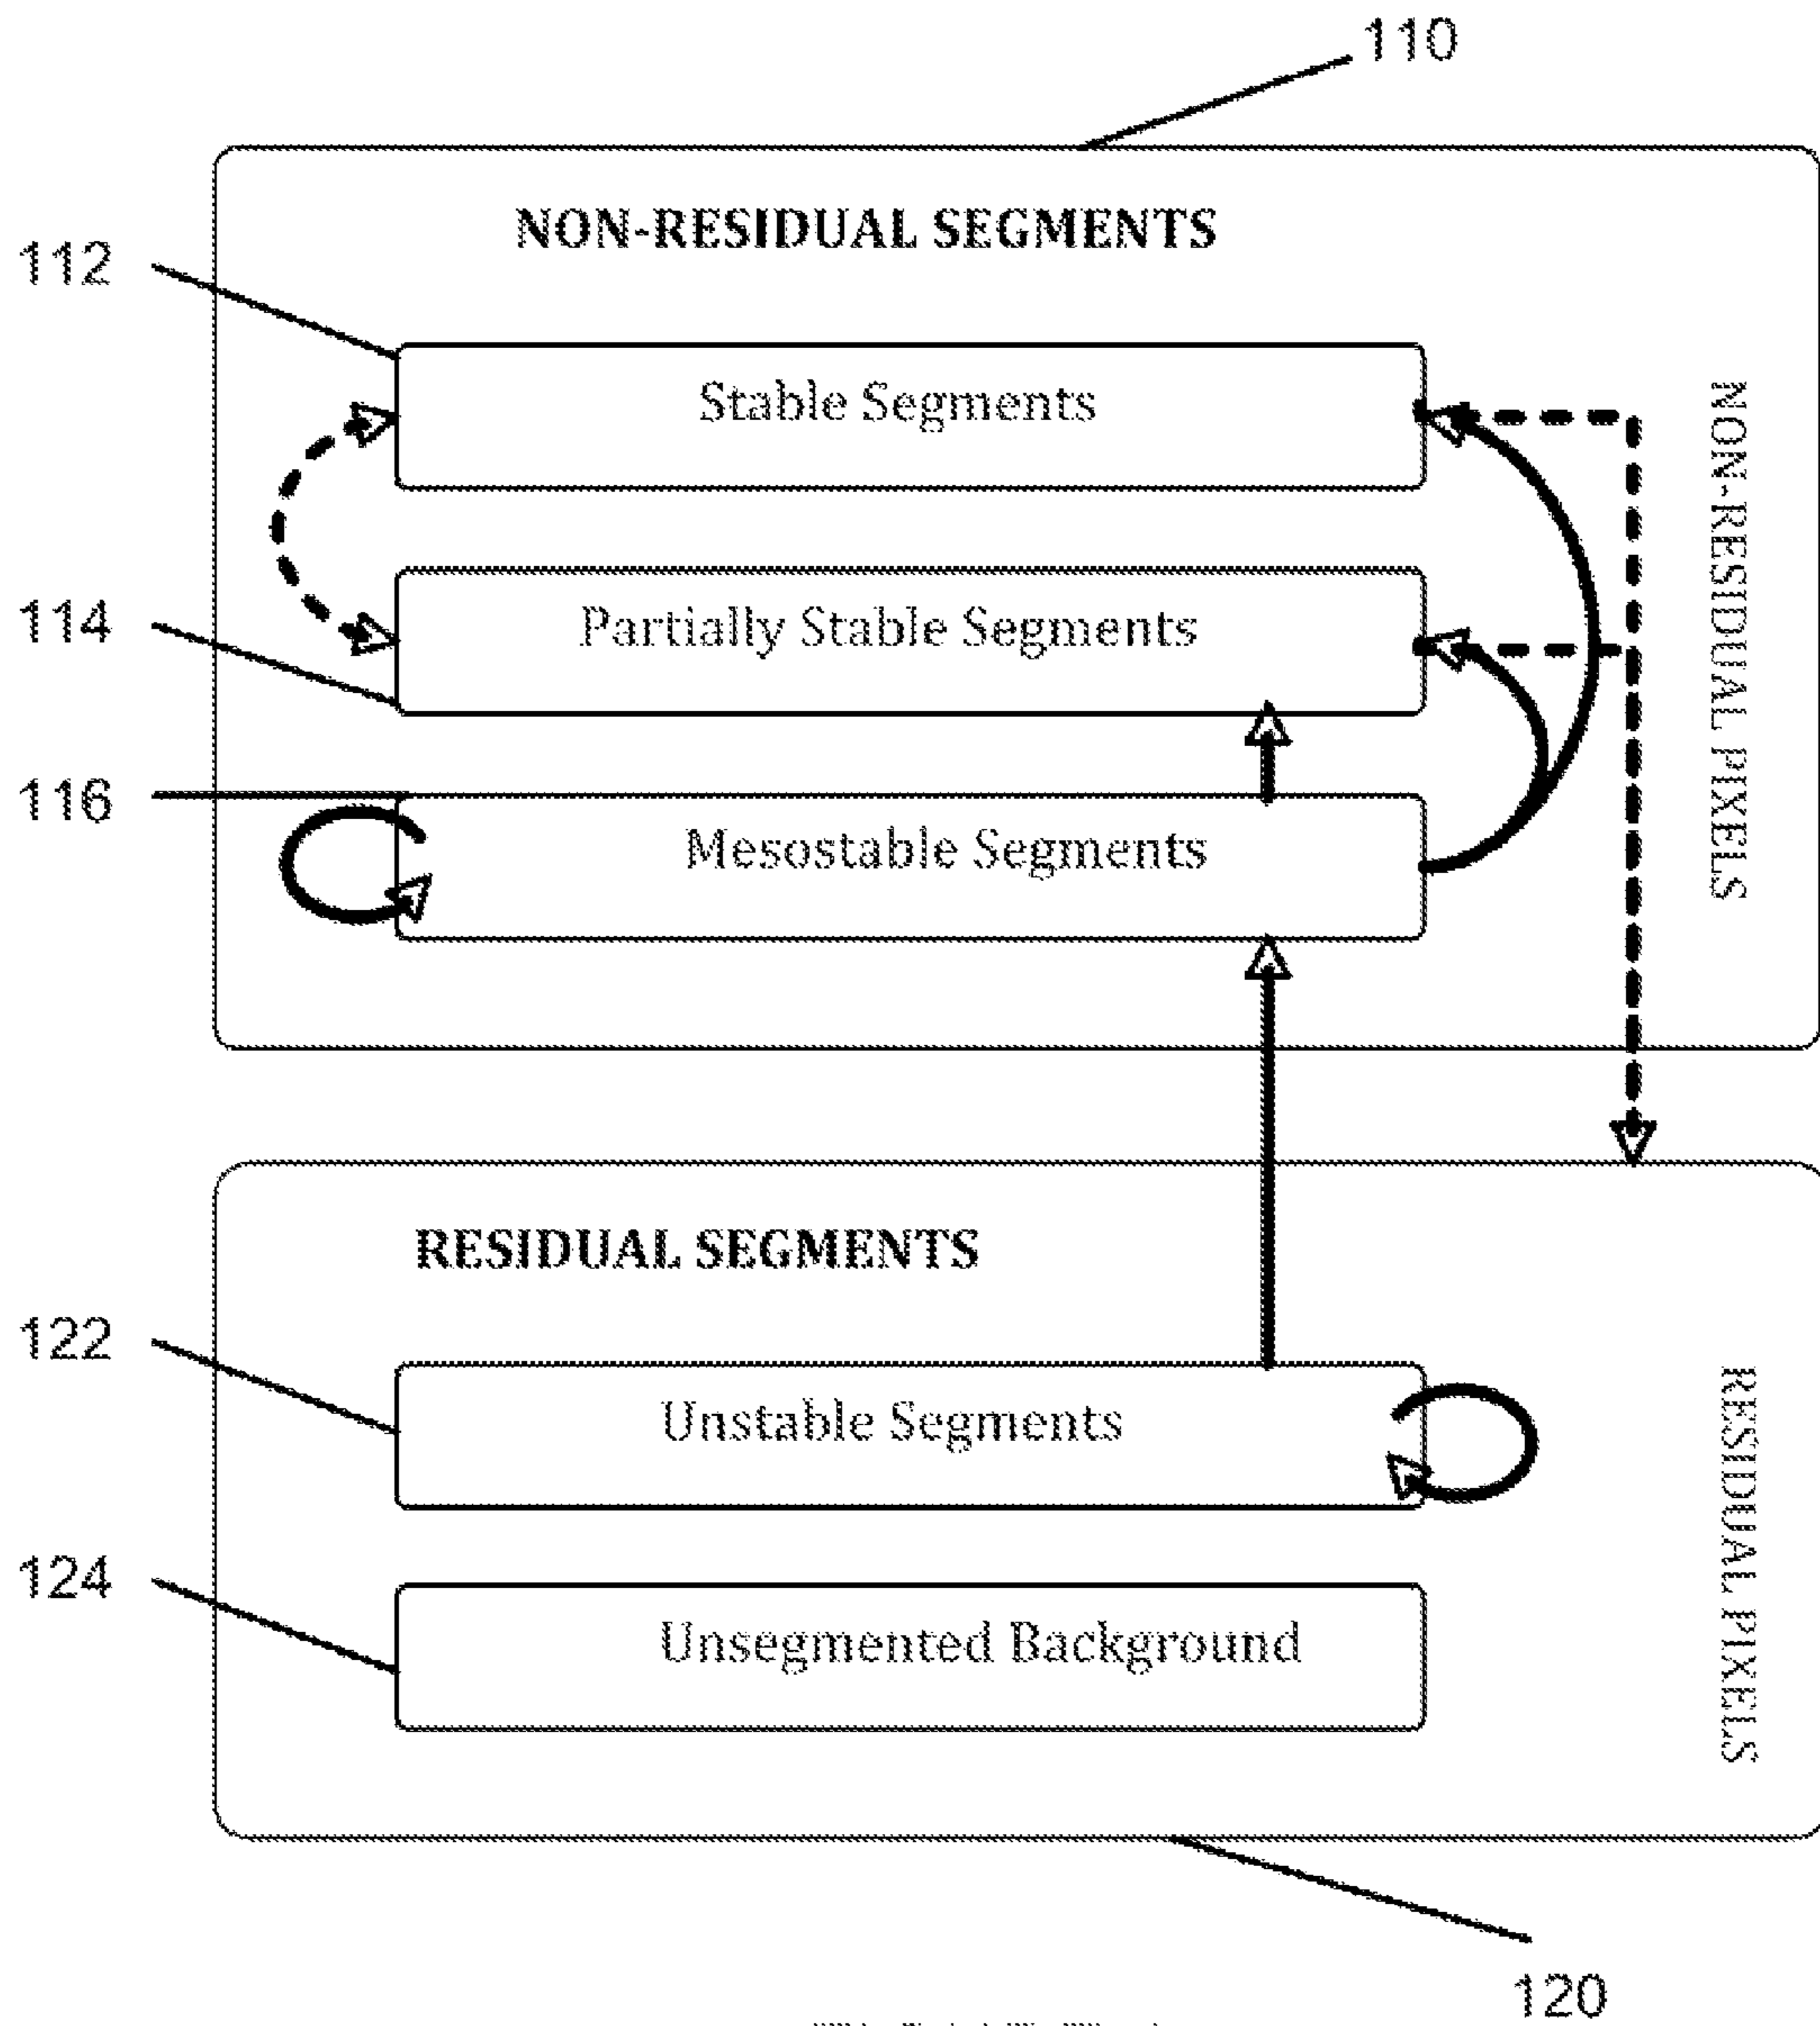 110
NON-RESIDUAL SEGMENTS
112
Stable Segments
NON-RESIDUAL PIXELS
114
Partially Stable Segments
116
Mesostable Segments
RESIDUAL SEGMENTS
122
Unstable Segments
RESIDUAL PIXELS
124
Unsegmented Background
120